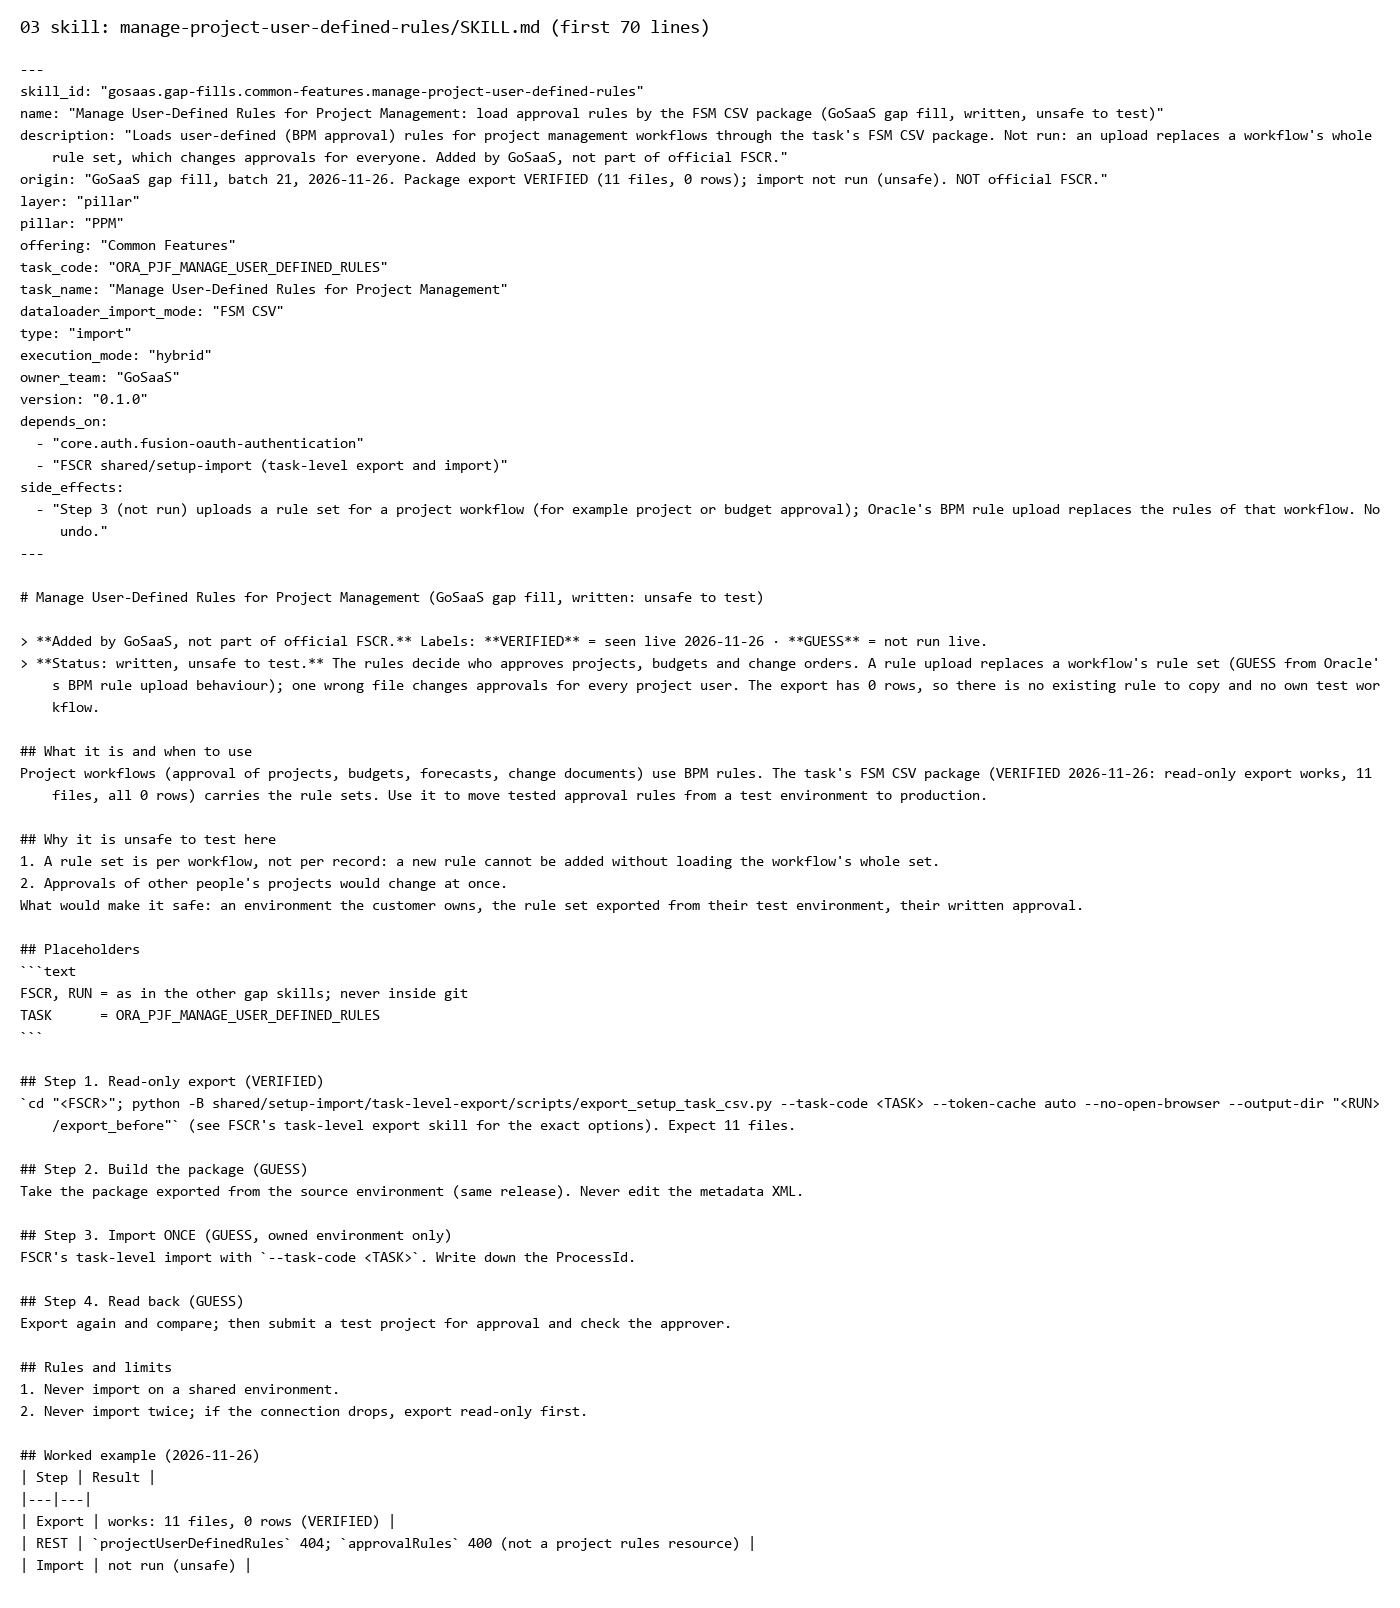 03 skill: manage-project-user-defined-rules/SKILL.md (first 70 lines)
---
skill_id: "gosaas.gap-fills.common-features.manage-project-user-defined-rules"
name: "Manage User-Defined Rules for Project Management: load approval rules by the FSM CSV package (GoSaaS gap fill, written, unsafe to test)"
description: "Loads user-defined (BPM approval) rules for project management workflows through the task's FSM CSV package. Not run: an upload replaces a workflow's whole
rule set, which changes approvals for everyone. Added by GoSaaS, not part of official FSCR."
origin: "GoSaaS gap fill, batch 21, 2026-11-26. Package export VERIFIED (11 files, 0 rows); import not run (unsafe). NOT official FSCR."
layer: "pillar"
pillar: "PPM"
offering: "Common Features"
task_code: "ORA_PJF_MANAGE_USER_DEFINED_RULES"
task_name: "Manage User-Defined Rules for Project Management"
dataloader_import_mode: "FSM CSV"
type: "import"
execution_mode: "hybrid"
owner_team: "GoSaaS"
version: "0.1.0"
depends_on:
  - "core.auth.fusion-oauth-authentication"
  - "FSCR shared/setup-import (task-level export and import)"
side_effects:
  - "Step 3 (not run) uploads a rule set for a project workflow (for example project or budget approval); Oracle's BPM rule upload replaces the rules of that workflow. No
undo."
---
# Manage User-Defined Rules for Project Management (GoSaaS gap fill, written: unsafe to test)
> **Added by GoSaaS, not part of official FSCR.** Labels: **VERIFIED** = seen live 2026-11-26 · **GUESS** = not run live.
> **Status: written, unsafe to test.** The rules decide who approves projects, budgets and change orders. A rule upload replaces a workflow's rule set (GUESS from Oracle'
s BPM rule upload behaviour); one wrong file changes approvals for every project user. The export has 0 rows, so there is no existing rule to copy and no own test wor
kflow.
## What it is and when to use
Project workflows (approval of projects, budgets, forecasts, change documents) use BPM rules. The task's FSM CSV package (VERIFIED 2026-11-26: read-only export works, 11
files, all 0 rows) carries the rule sets. Use it to move tested approval rules from a test environment to production.
## Why it is unsafe to test here
1. A rule set is per workflow, not per record: a new rule cannot be added without loading the workflow's whole set.
2. Approvals of other people's projects would change at once.
What would make it safe: an environment the customer owns, the rule set exported from their test environment, their written approval.
## Placeholders
```text
FSCR, RUN = as in the other gap skills; never inside git
TASK      = ORA_PJF_MANAGE_USER_DEFINED_RULES
```
## Step 1. Read-only export (VERIFIED)
`cd "<FSCR>"; python -B shared/setup-import/task-level-export/scripts/export_setup_task_csv.py --task-code <TASK> --token-cache auto --no-open-browser --output-dir "<RUN>
/export_before"` (see FSCR's task-level export skill for the exact options). Expect 11 files.
## Step 2. Build the package (GUESS)
Take the package exported from the source environment (same release). Never edit the metadata XML.
## Step 3. Import ONCE (GUESS, owned environment only)
FSCR's task-level import with `--task-code <TASK>`. Write down the ProcessId.
## Step 4. Read back (GUESS)
Export again and compare; then submit a test project for approval and check the approver.
## Rules and limits
1. Never import on a shared environment.
2. Never import twice; if the connection drops, export read-only first.
## Worked example (2026-11-26)
| Step | Result |
|---|---|
| Export | works: 11 files, 0 rows (VERIFIED) |
| REST | `projectUserDefinedRules` 404; `approvalRules` 400 (not a project rules resource) |
| Import | not run (unsafe) |